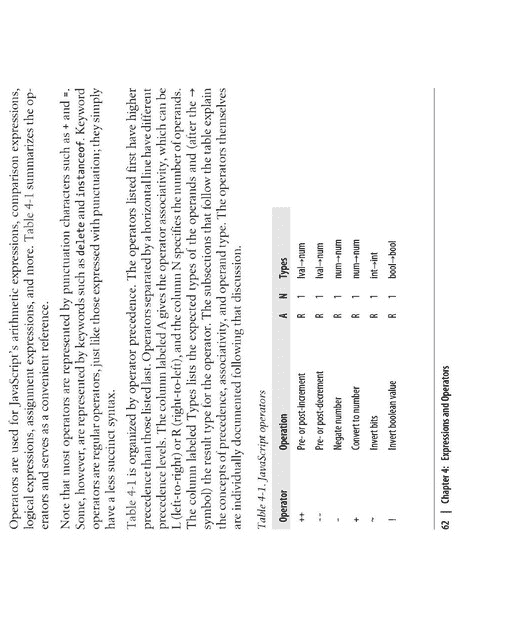 Operators are used for JavaScript's arithmetic expressions, comparison expressions,
logical expressions, assignment expressions, and more. Table 4-1 summarizes the op-
erators and serves as a convenient reference.
Note that most operators are represented by punctuation characters such as + and =.
Some, however, are represented by keywords such as delete and instanceof. Keyword
operators are regular operators, just like those expressed with punctuation; they simply
have a less succinct syntax.
Table 4-1 is organized by operator precedence. The operators listed first have higher
precedence than those listed last. Operators separated by a horizontal line have different
precedence levels. The column labeled A gives the operator associativity, which can be
L (left-to-right) or R (right-to-left), and the column N specifies the number of operands.
The column labeled Types lists the expected types of the operands and (after the →
symbol) the result type for the operator. The subsections that follow the table explain
the concepts of precedence, associativity, and operand type. The operators themselves
are individually documented following that discussion.
Table 4-1. JavaScript operators
Operator Operation A N Types
++ Pre- or post-increment R 1 lval→num
-- Pre- or post-decrement R 1 lval→num
- Negate number R 1 num→num
+ Convert to number R 1 num→num
~ Invert bits R 1 int→int
! Invert boolean value R 1 bool→bool
62 | Chapter 4: Expressions and Operators